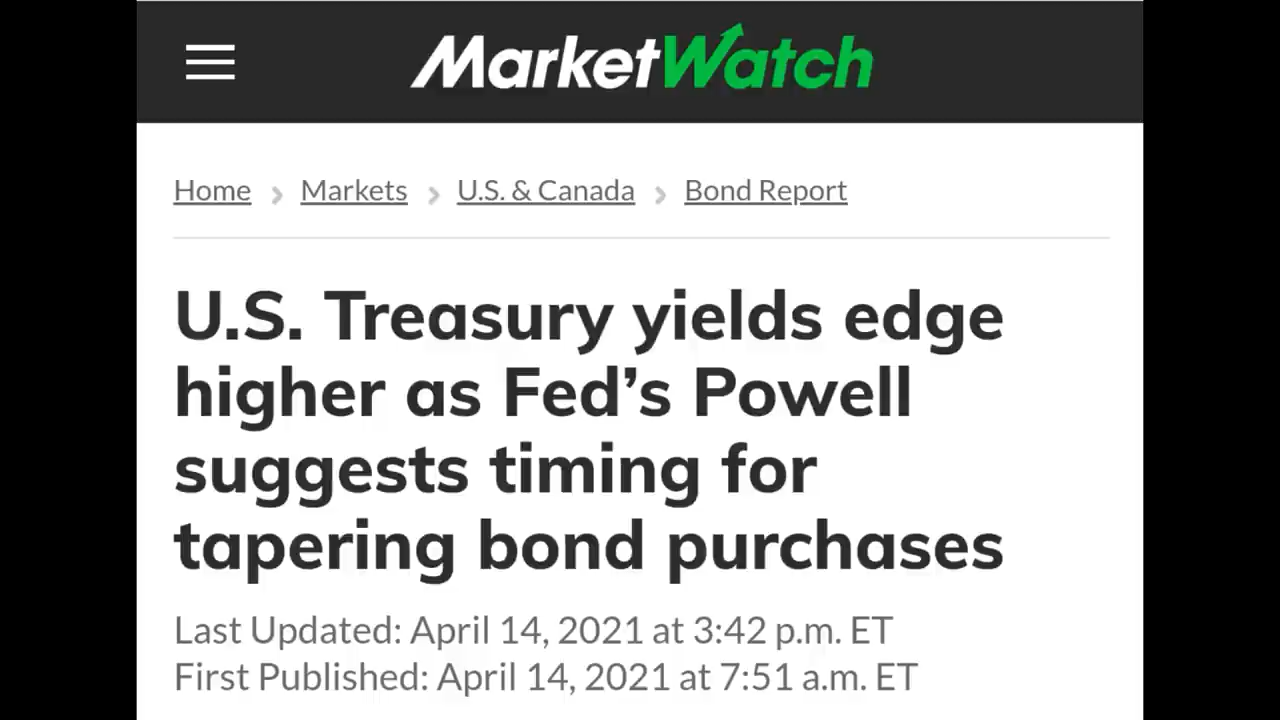 MarketWatch
Home > Markets > U.S. & Canada > Bond Report
U.S. Treasury yields edge
higher as Fed’s Powell
suggests timing for
tapering bond purchases
Last Updated: April 14, 2021 at 3:42 p.m. ET
First Published: April 14, 2021 at 7:51 a.m. ET